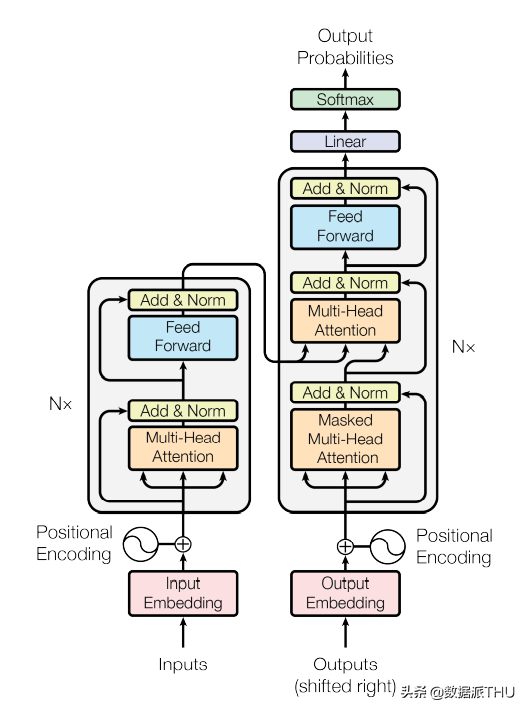 Output
Probabilities
Softmax
Linear
Add & Norm
Feed
Forward
Add & Norm
Multi-Head
Attention
Add & Norm
Masked
Multi-Head
Attention
Nx
Add & Norm
Feed
Forward
Add & Norm
Multi-Head
Attention
Nx
Positional
Encoding
Positional
Encoding
Input
Embedding
Output
Embedding
Inputs
Outputs
(shifted right)
头条 @数据派THU